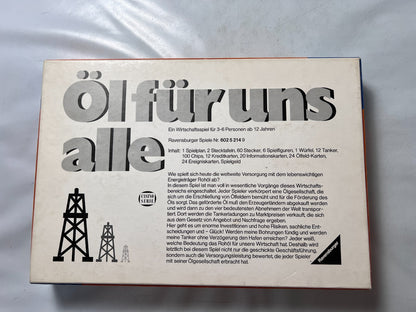 Öl für uns
alle
Ein Wirtschaftsspiel für 3-6 Personen ab 12 Jahren
Ravensburger Spiele Nr. 602 5 214 9
Inhalt: 1 Spielplan, 2 Stecktafeln, 60 Stecker, 6 Spielfiguren, 1 Würfel, 12 Tanker,
100 Chips, 12 Kreditkarten, 20 Informationskarten, 24 Ölfeld-Karten,
24 Ereigniskarten, Spielgeld
Wie spielt sich heute die weltweite Versorgung mit dem lebenswichtigen
Energieträger Rohöl ab?
In diesem Spiel ist man voll in wesentliche Vorgänge dieses Wirtschafts-
bereichs eingeschaltet. Jeder Spieler verkörpert eine Ölgesellschaft, die
sich um die Erschließung von Ölfeldern bemüht und für die Förderung des
Öls sorgt. Das geförderte Öl muß den Erzeugerländern abgekauft werden
und wird dann zu den vier bedeutendsten Abnehmern der Welt transpor-
tiert. Dort werden die Tankerladungen zu Marktpreisen verkauft, die sich
aus dem Gesetz von Angebot und Nachfrage ergeben.
Hier geht es um enorme Investitionen und hohe Risiken, sachliche Ent-
scheidungen und – Glück! Werden meine Bohrungen fündig und werden
meine Tanker ohne Verzögerung den Hafen erreichen? Jeder weiß,
welche Bedeutung das Rohöl für unsere Wirtschaft hat. Deshalb wird
letztlich bei diesem Spiel nicht nur die geschickte Geschäftsführung,
sondern auch die Versorgungsleistung bewertet, die jeder Spieler
mit seiner Ölgesellschaft erbracht hat.
Ravensburger